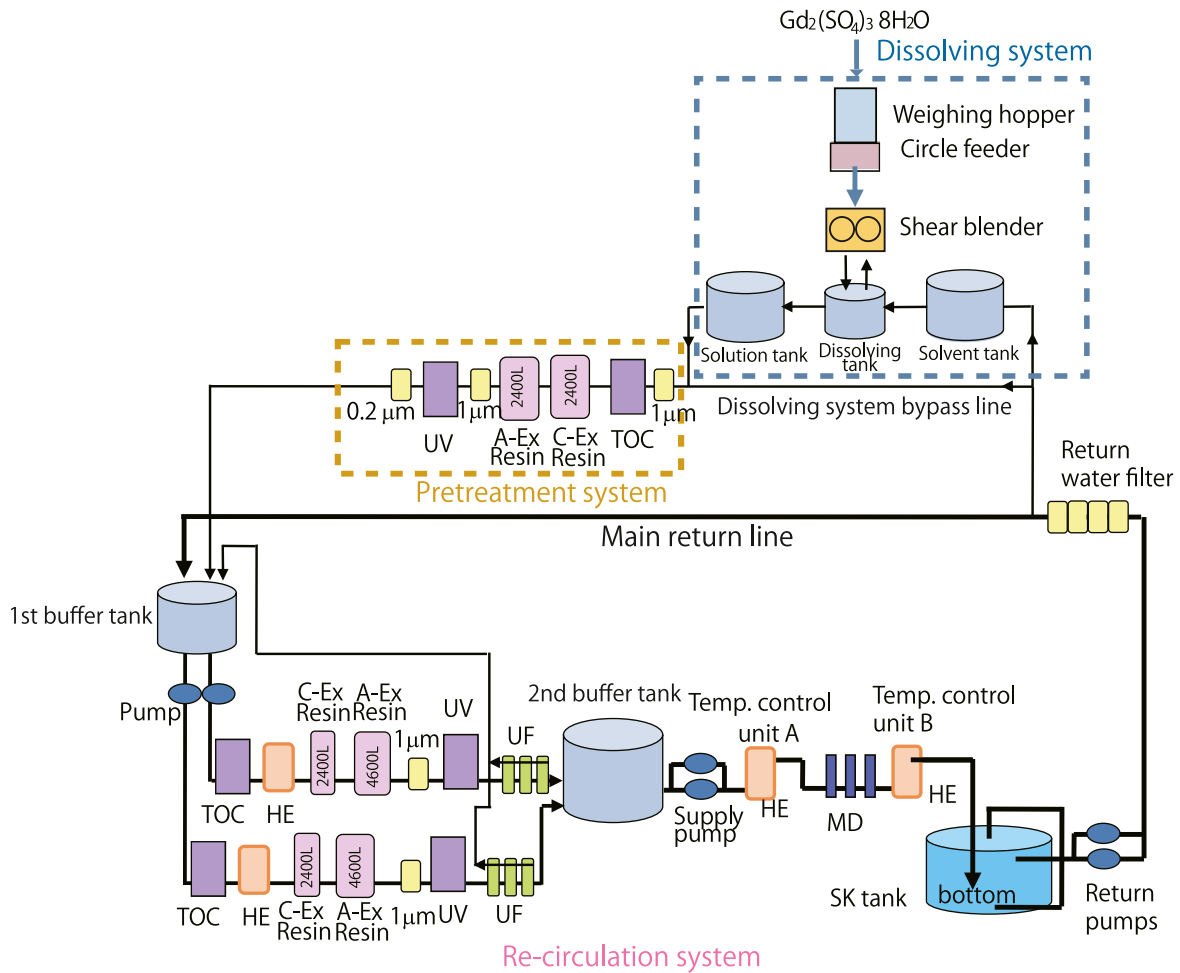 Gd₂(SO₄)₃ 8H₂O
Dissolving system
Weighing hopper
Circle feeder
Shear blender
Solution tank
Dissolving
tank
Solvent tank
Dissolving system bypass line
0.2 μm
UV
1μm
2400L
A-Ex
Resin
2400L
C-Ex
Resin
TOC
1μm
Pretreatment system
Return
water filter
Main return line
1st buffer tank
Pump
TOC
HE
C-Ex
Resin
2400L
A-Ex
Resin
4600L
1μm
UV
UF
2nd buffer tank
Supply
pump
Temp. control
unit A
HE
MD
Temp. control
unit B
HE
TOC
HE
2400L
C-Ex
Resin
4600L
A-Ex
Resin
1μm
UV
UF
SK tank
bottom
Return
pumps
Re-circulation system